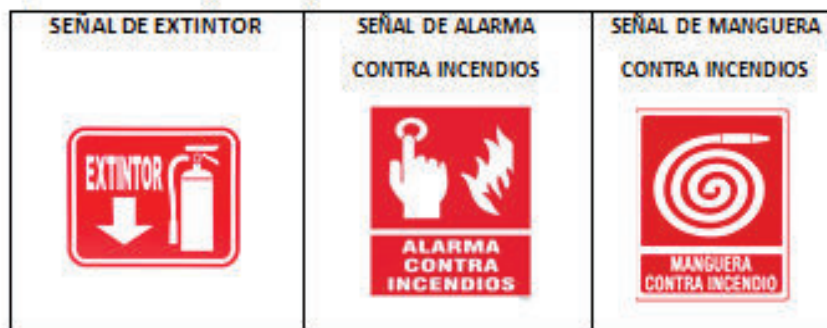 SEÑAL DE EXTINTOR
EXTINTOR
SEÑAL DE ALARMA
CONTRA INCENDIOS
ALARMA
CONTRA
INCENDIOS
SEÑAL DE MANGUERA
CONTRA INCENDIOS
MANGUERA
CONTRA INCENDIO